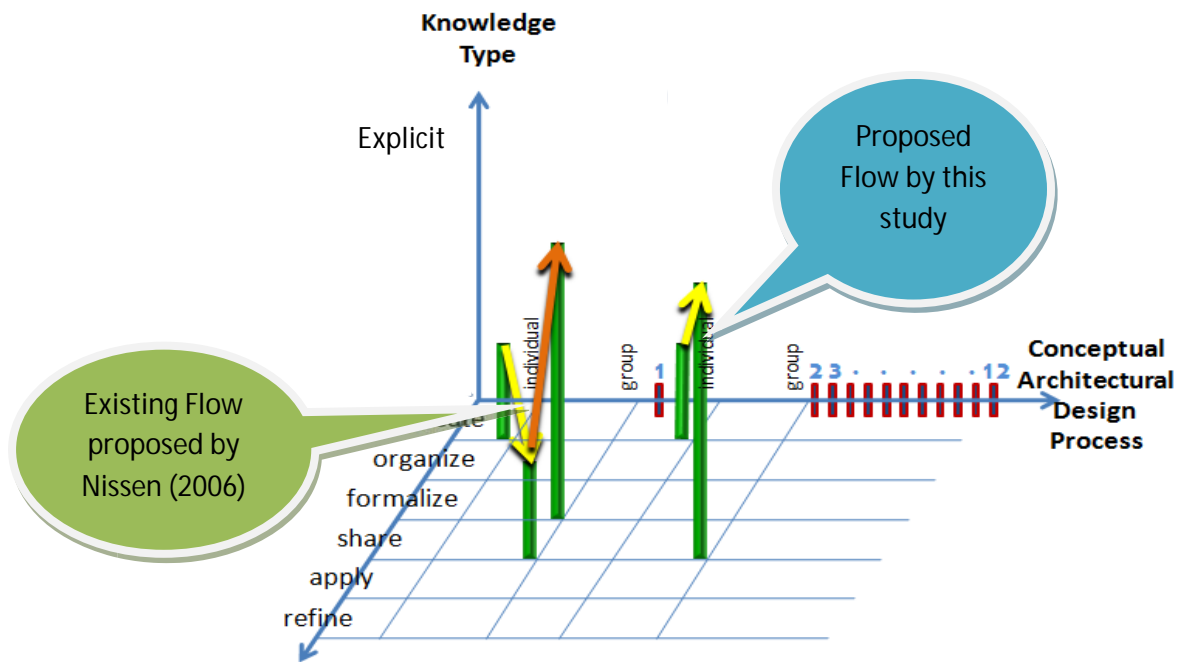 Knowledge
Type
Explicit
Proposed
Flow by this
study
Existing Flow
proposed by
Nissen (2006)
individual
group
1
individual
group
2 3 . . . . . . 12
Conceptual
Architectural
Design
Process
organize
formalize
share
apply
refine